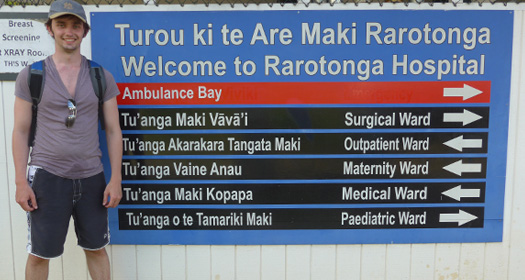 Breast
Screening
XRAY Roo
TH'S W
Turou ki te Are Maki Rarotonga
Welcome to Rarotonga Hospital
Ambulance Bay
Tu'anga Maki Vāvā'i Surgical Ward
Tu'anga Akarakara Tangata Maki Outpatient Ward
Tu'anga Vaine Anau Maternity Ward
Tu'anga Maki Kopapa Medical Ward
Tu'anga o te Tamariki Maki Paediatric Ward